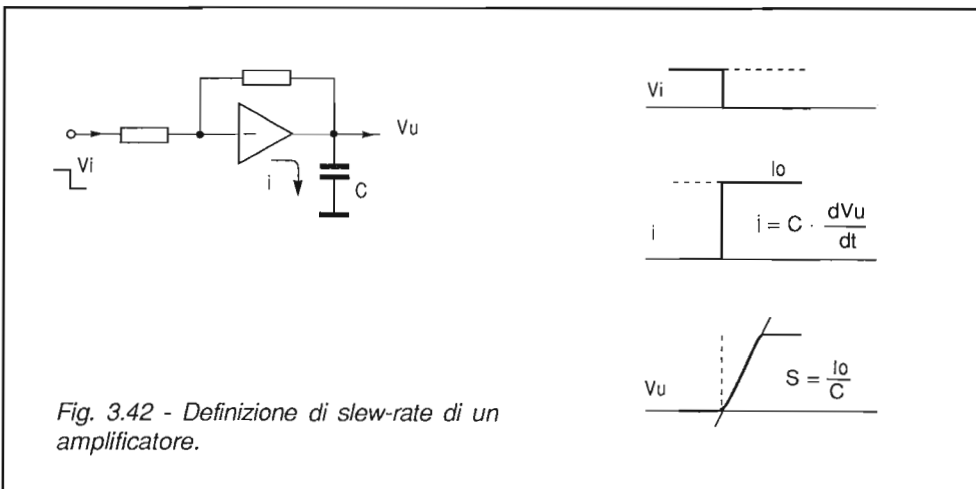 Vi
i
C
Vu
Vi
Io
i
i = C · dVu/dt
Vu
S = Io/C
Fig. 3.42 - Definizione di slew-rate di un
amplificatore.